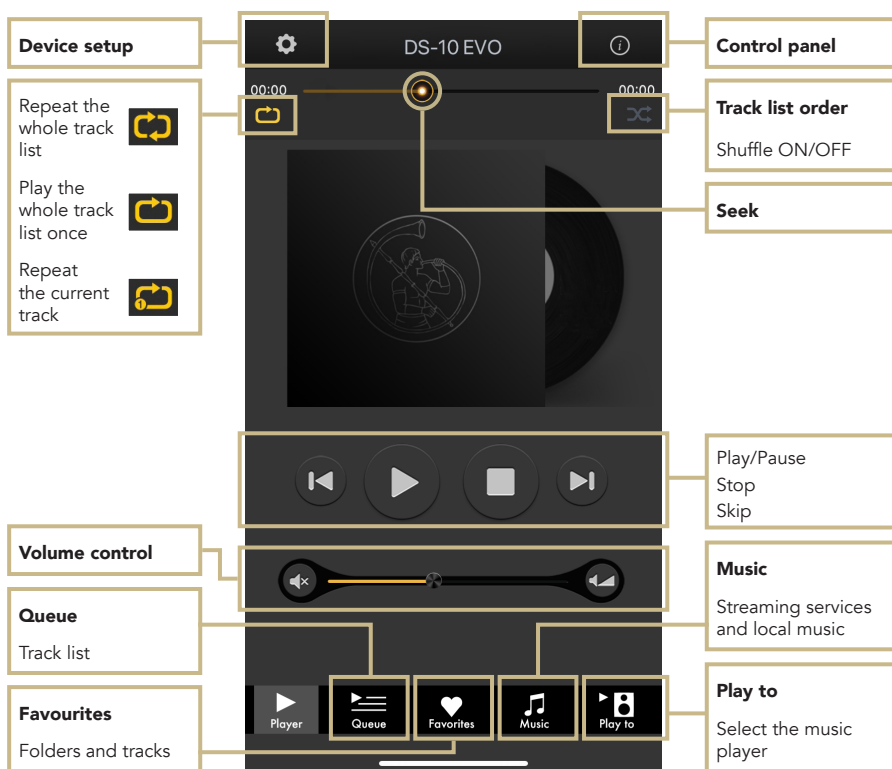 Device setup
DS-10 EVO
Control panel
00:00
00:00
Repeat the
whole track
list
Play the
whole track
list once
Repeat
the current
track
1
Track list order
Shuffle ON/OFF
Seek
Play/Pause
Stop
Skip
Volume control
Music
Streaming services
and local music
Queue
Track list
Favourites
Folders and tracks
Player
Queue
Favorites
Music
Play to
Play to
Select the music
player